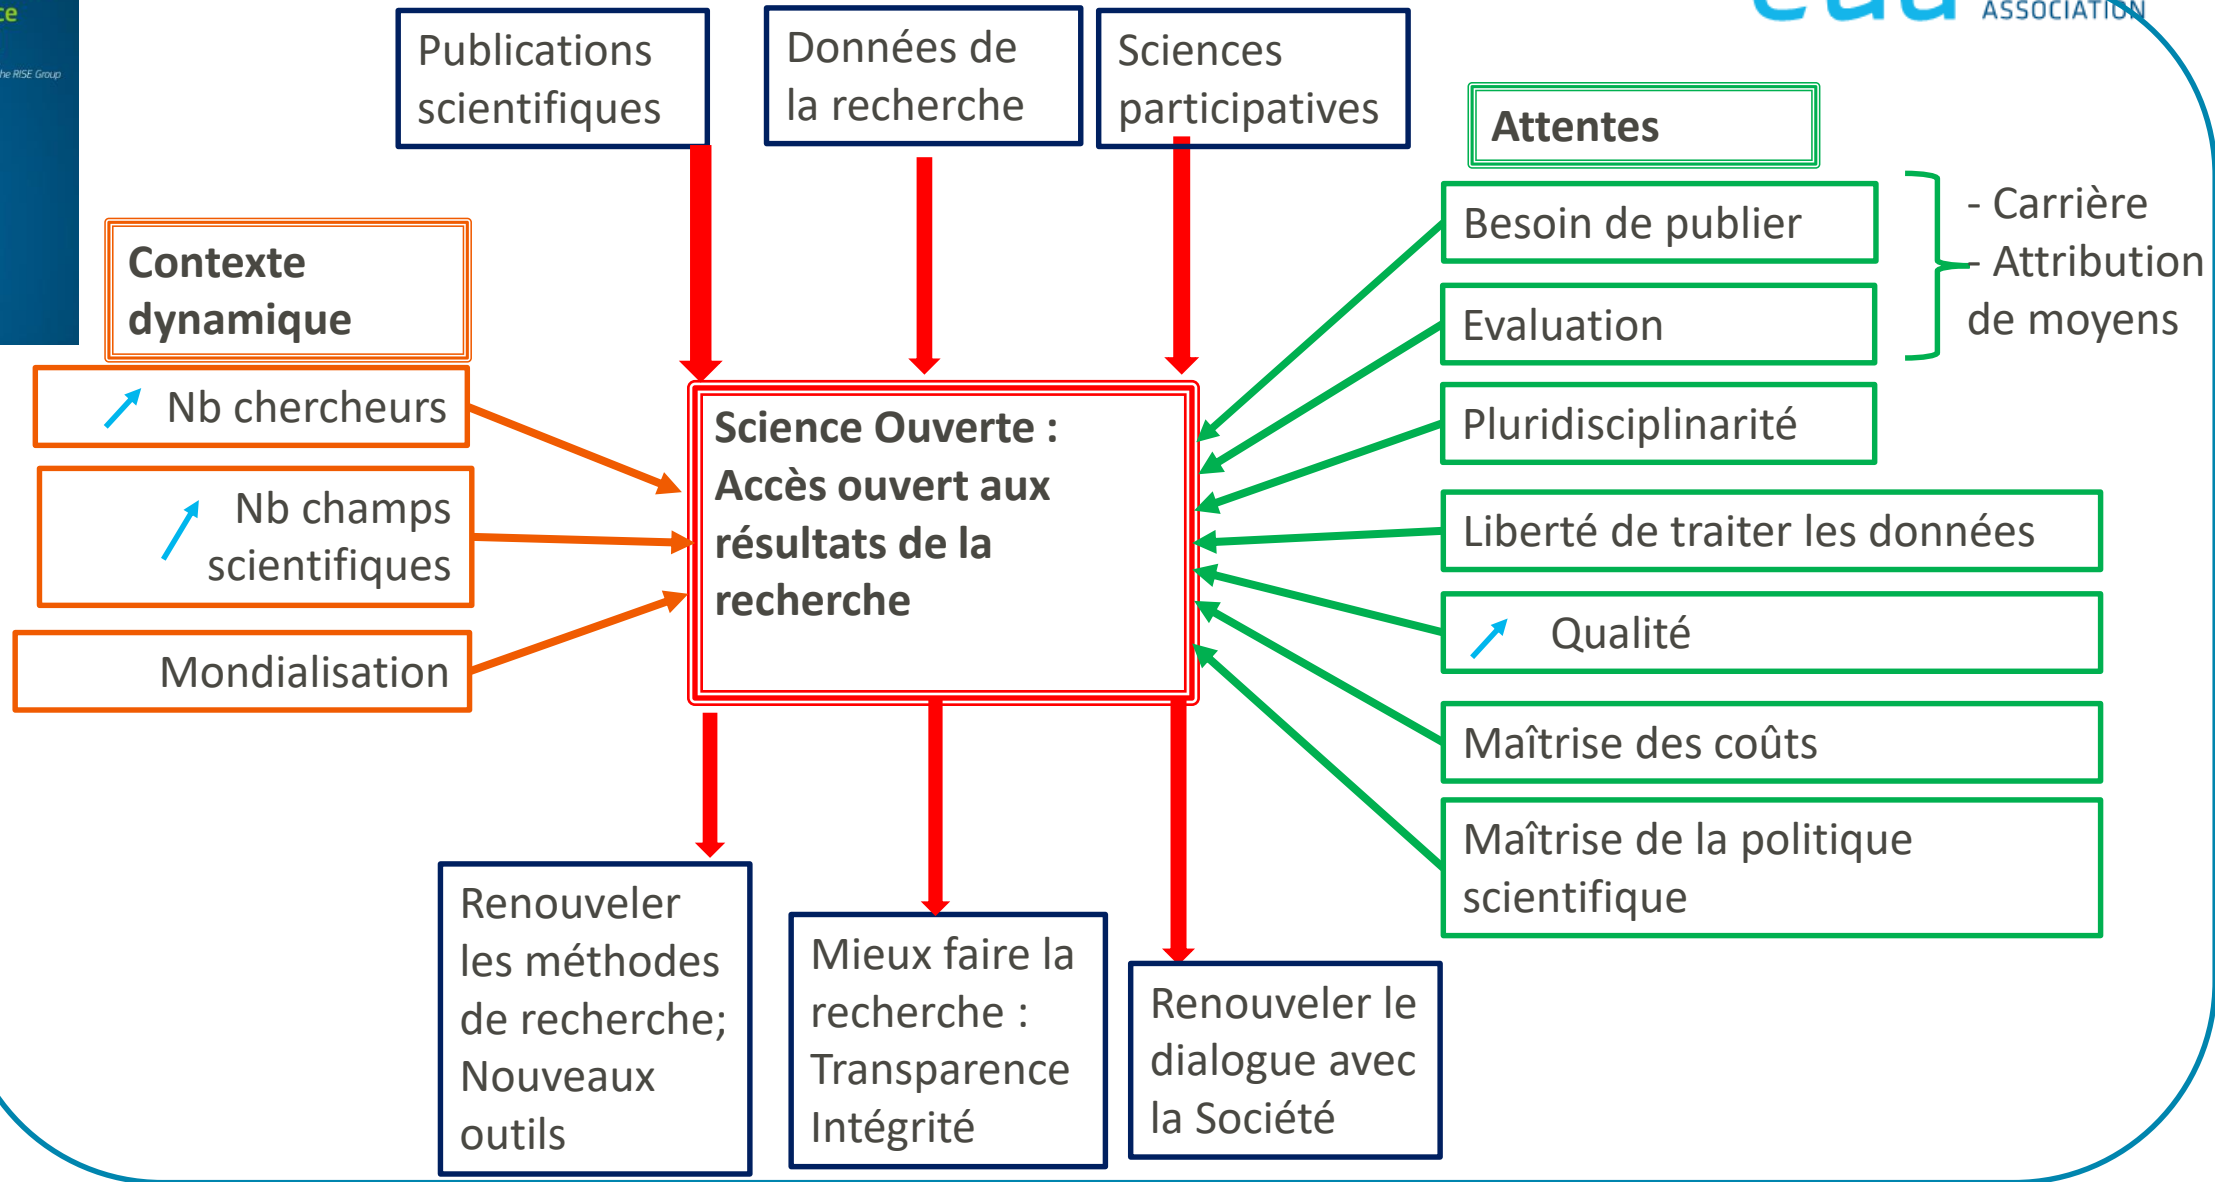 he RISE Group
ASSOCIATION
Publications
scientifiques
Données de
la recherche
Sciences
participatives
Attentes
Contexte
dynamique
Nb chercheurs
Nb champs
scientifiques
Mondialisation
Science Ouverte :
Accès ouvert aux
résultats de la
recherche
Besoin de publier
Evaluation
- Carrière
- Attribution
de moyens
Pluridisciplinarité
Liberté de traiter les données
Qualité
Maîtrise des coûts
Maîtrise de la politique
scientifique
Renouveler
les méthodes
de recherche;
Nouveaux
outils
Mieux faire la
recherche :
Transparence
Intégrité
Renouveler le
dialogue avec
la Société